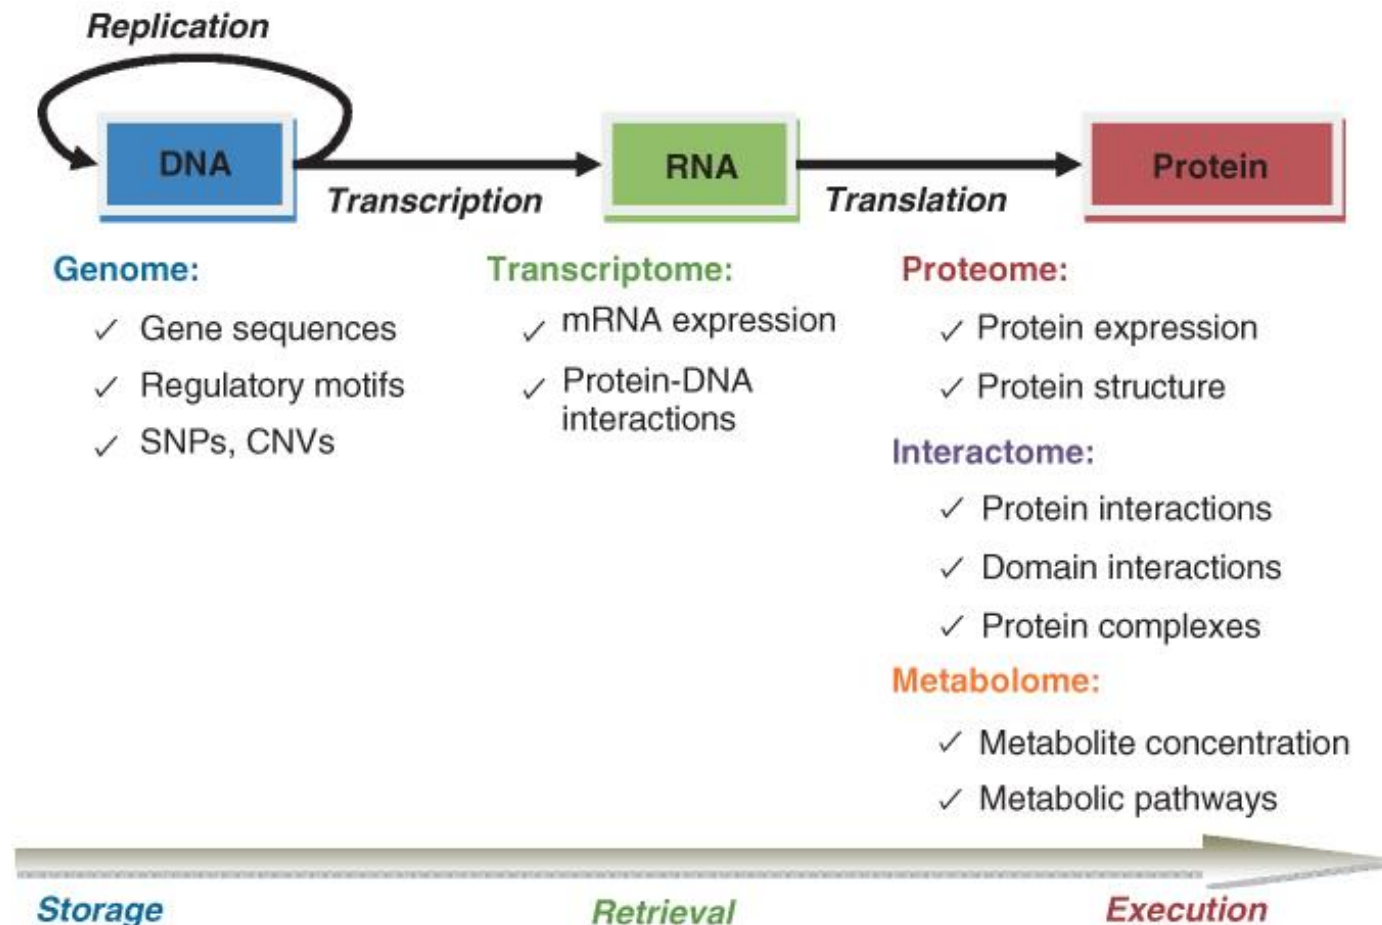 Replication
DNA
RNA
Protein
Transcription
Translation
Genome:
✓ Gene sequences
✓ Regulatory motifs
✓ SNPs, CNVs
Transcriptome:
✓ mRNA expression
✓ Protein-DNA
interactions
Proteome:
✓ Protein expression
✓ Protein structure
Interactome:
✓ Protein interactions
✓ Domain interactions
✓ Protein complexes
Metabolome:
✓ Metabolite concentration
✓ Metabolic pathways
Storage
Retrieval
Execution